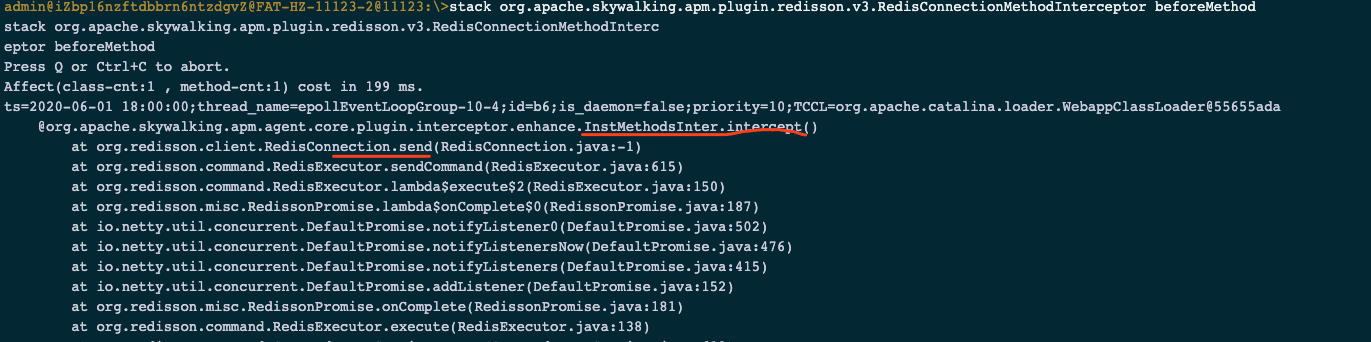 admin@iZbp16nzftdbbrn6ntzdgvZ@FAT-HZ-11123-2@11123:\>stack org.apache.skywalking.apm.plugin.redisson.v3.RedisConnectionMethodInterceptor beforeMethod
stack org.apache.skywalking.apm.plugin.redisson.v3.RedisConnectionMethodInterc
eptor beforeMethod
Press Q or Ctrl+C to abort.
Affect(class-cnt:1 , method-cnt:1) cost in 199 ms.
ts=2020-06-01 18:00:00;thread_name=epollEventLoopGroup-10-4;id=b6;is_daemon=false;priority=10;TCCL=org.apache.catalina.loader.WebappClassLoader@55655ada
@org.apache.skywalking.apm.agent.core.plugin.interceptor.enhance.InstMethodsInter.intercept()
at org.redisson.client.RedisConnection.send(RedisConnection.java:-1)
at org.redisson.command.RedisExecutor.sendCommand(RedisExecutor.java:615)
at org.redisson.command.RedisExecutor.lambda$execute$2(RedisExecutor.java:150)
at org.redisson.misc.RedissonPromise.lambda$onComplete$0(RedissonPromise.java:187)
at io.netty.util.concurrent.DefaultPromise.notifyListener0(DefaultPromise.java:502)
at io.netty.util.concurrent.DefaultPromise.notifyListenersNow(DefaultPromise.java:476)
at io.netty.util.concurrent.DefaultPromise.notifyListeners(DefaultPromise.java:415)
at io.netty.util.concurrent.DefaultPromise.addListener(DefaultPromise.java:152)
at org.redisson.misc.RedissonPromise.onComplete(RedissonPromise.java:181)
at org.redisson.command.RedisExecutor.execute(RedisExecutor.java:138)